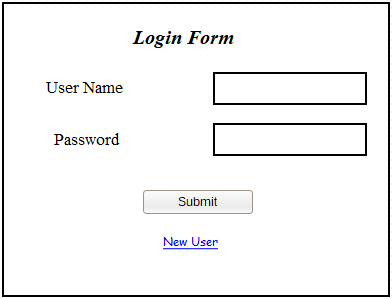 Login Form
User Name
Password
Submit
New User